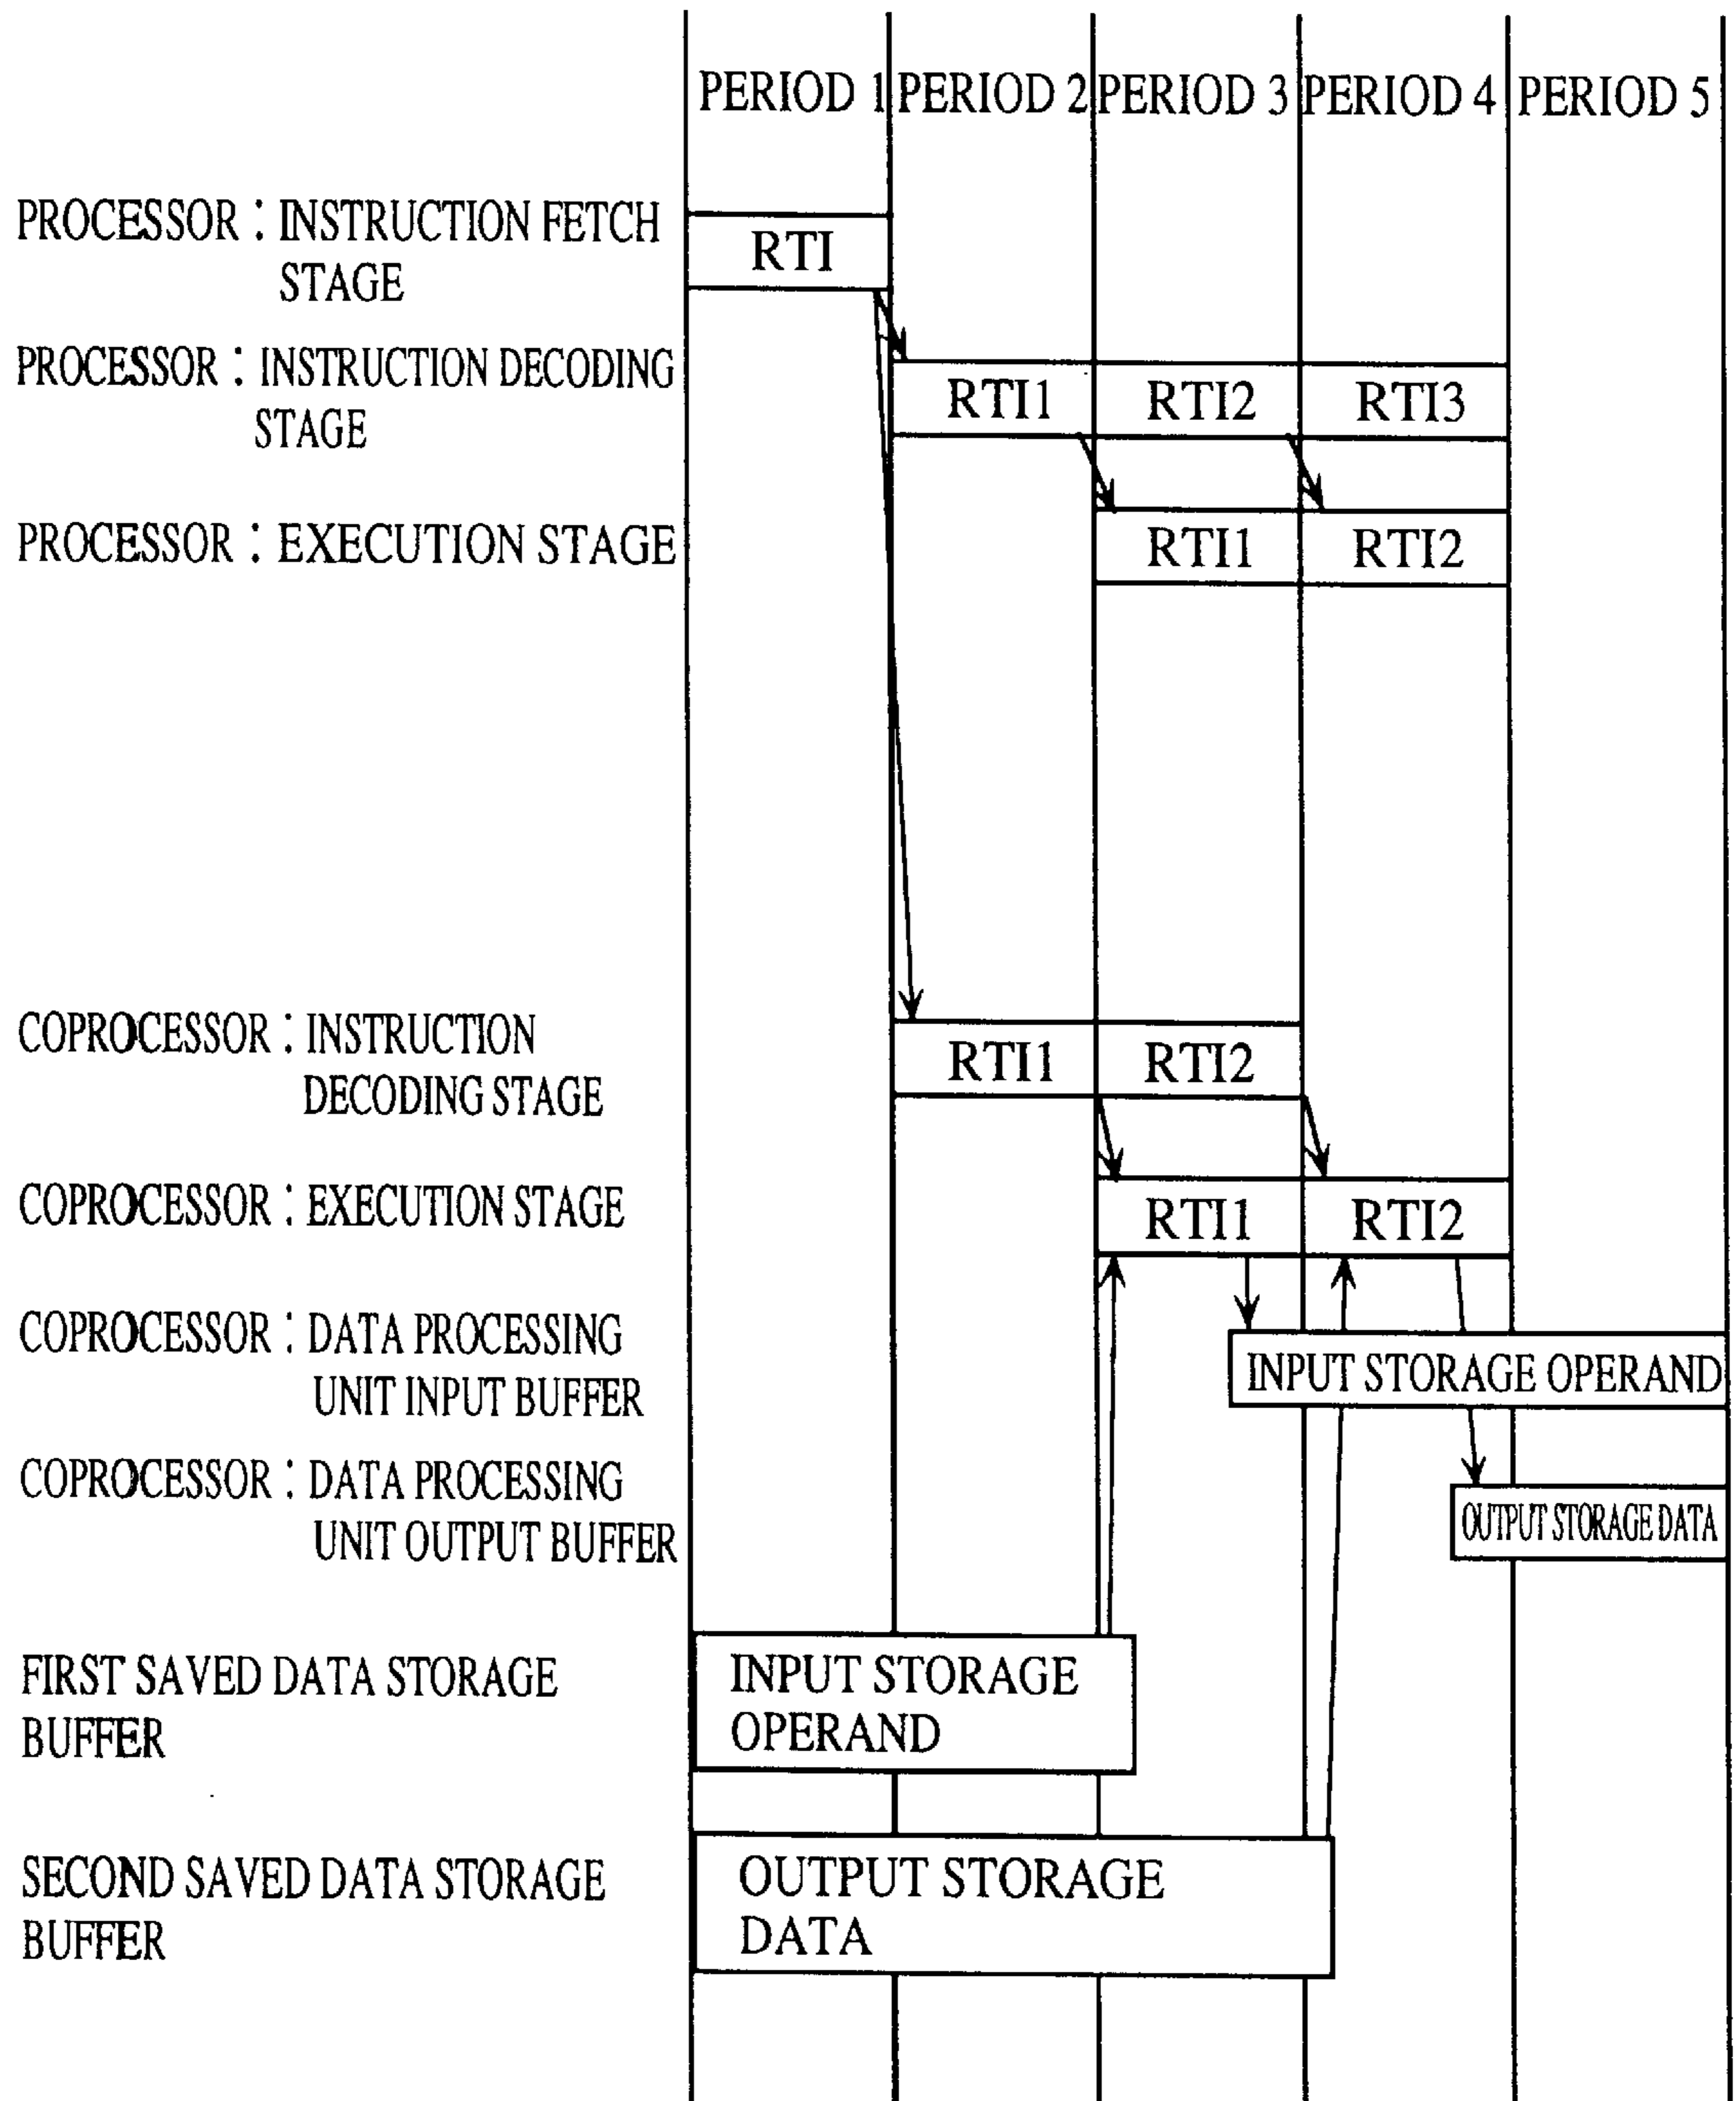 PERIOD 1 PERIOD 2 PERIOD 3 PERIOD 4 PERIOD 5
PROCESSOR : INSTRUCTION FETCH
STAGE
RTI
PROCESSOR : INSTRUCTION DECODING
STAGE
RTI1 RTI2 RTI3
PROCESSOR : EXECUTION STAGE
RTI1 RTI2
COPROCESSOR : INSTRUCTION
DECODING STAGE
RTI1 RTI2
COPROCESSOR : EXECUTION STAGE
RTI1 RTI2
COPROCESSOR : DATA PROCESSING
UNIT INPUT BUFFER
INPUT STORAGE OPERAND
COPROCESSOR : DATA PROCESSING
UNIT OUTPUT BUFFER
OUTPUT STORAGE DATA
FIRST SAVED DATA STORAGE
BUFFER
INPUT STORAGE
OPERAND
SECOND SAVED DATA STORAGE
BUFFER
OUTPUT STORAGE
DATA